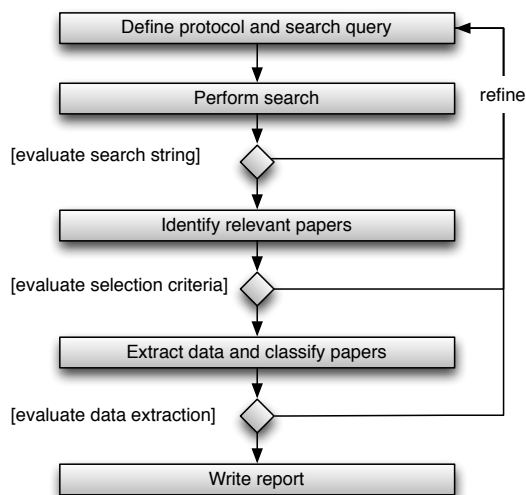 Define protocol and search query
refine
Perform search
[evaluate search string]
Identify relevant papers
[evaluate selection criteria]
Extract data and classify papers
[evaluate data extraction]
Write report